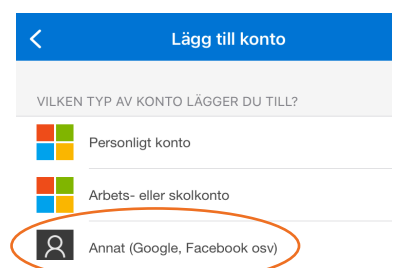 Lägg till konto
VILKEN TYP AV KONTO LÄGGER DU TILL?
Personligt konto
Arbets- eller skolkonto
Annat (Google, Facebook osv)